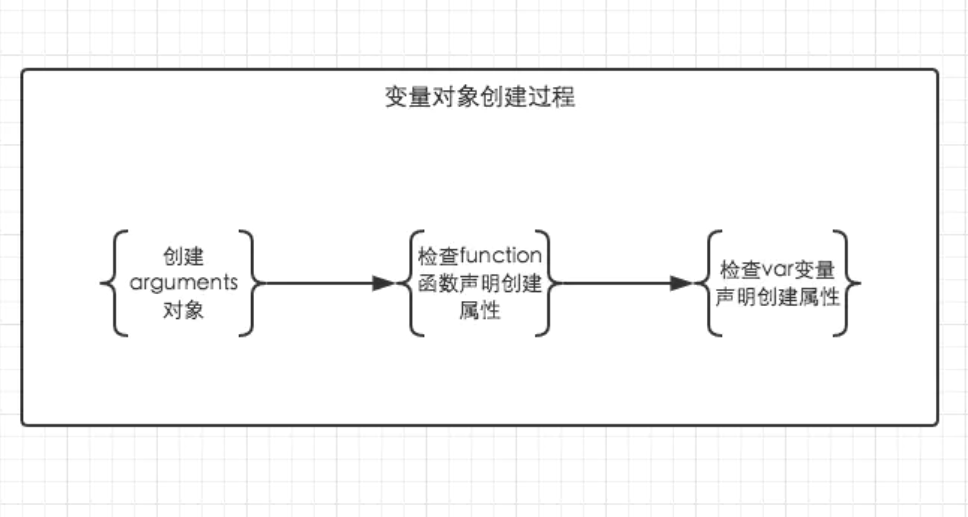 变量对象创建过程
创建
arguments
对象
检查function
函数声明创建
属性
检查var变量
声明创建属性